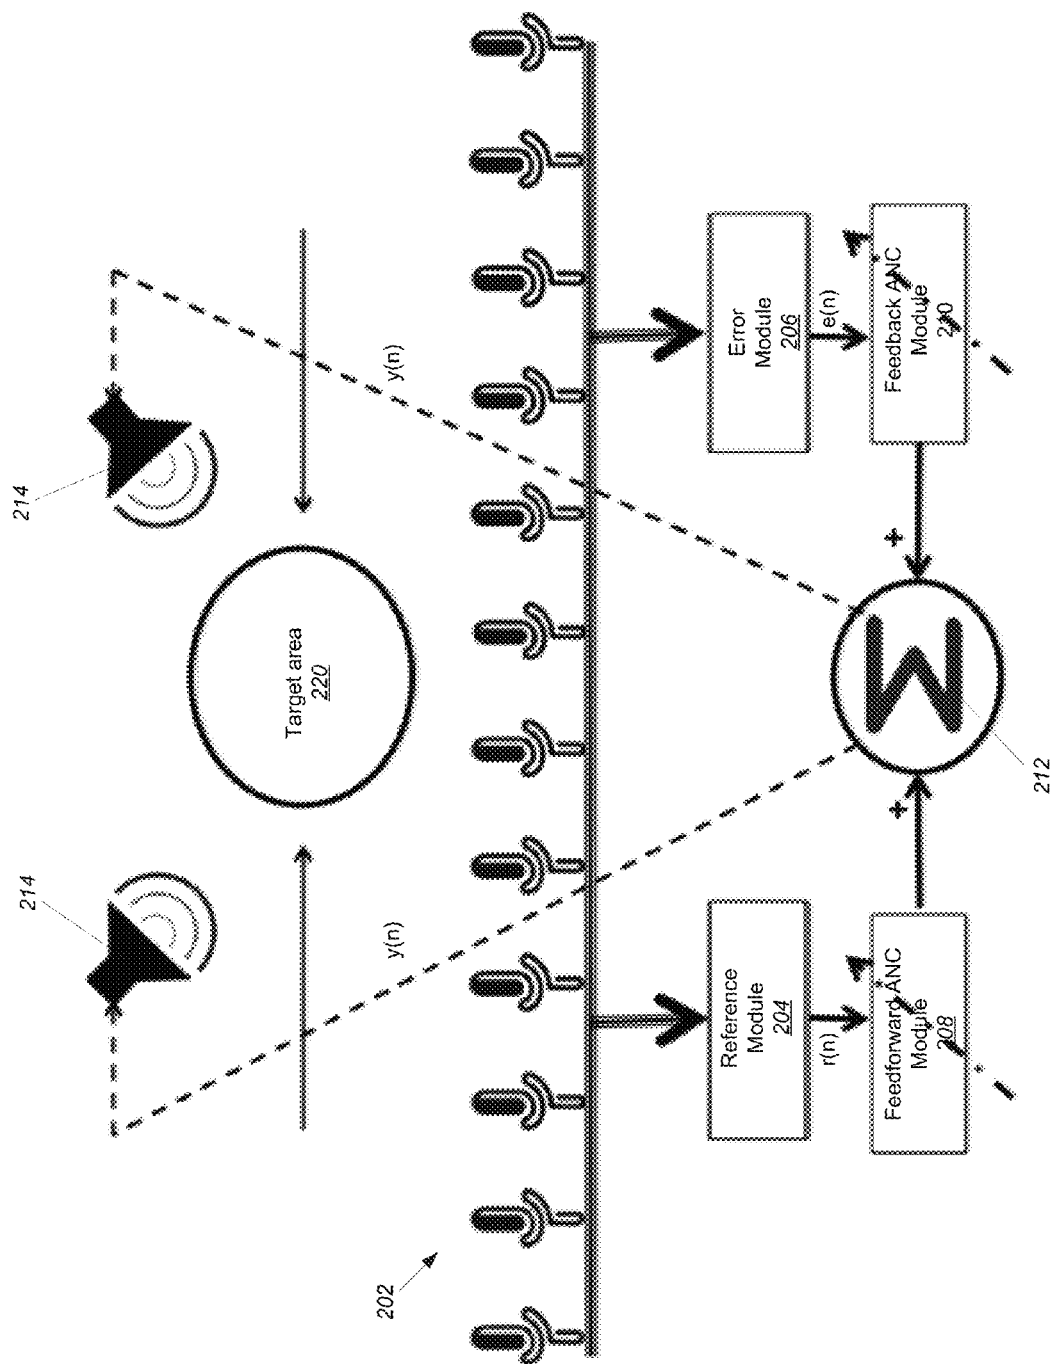 214
214
Target area
220
202
y(n)
y(n)
Reference
Module
204
Error
Module
206
r(n)
e(n)
Feedforward ANC
Module
208
+
Σ
+
Feedback ANC
Module
210
212